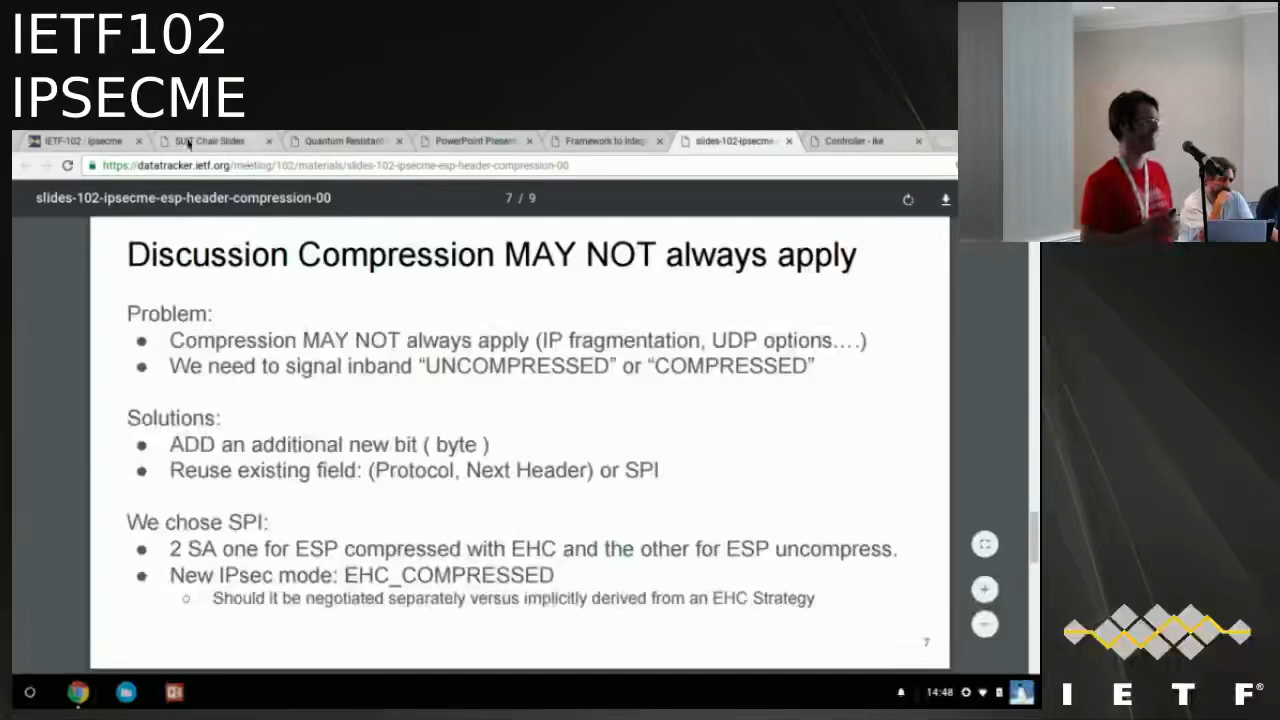 IETF102
IPSECME
IETF-102 : ipsecme
SUIT Chair Slides
Quantum Resistant
PowerPoint Present
Framework to Integ
slides-102-ipsecme-
Controller - ike
https://datatracker.ietf.org/meeting/102/materials/slides-102-ipsecme-esp-header-compression-00
slides-102-ipsecme-esp-header-compression-00
7 / 9
Discussion Compression MAY NOT always apply
Problem:
● Compression MAY NOT always apply (IP fragmentation, UDP options....)
● We need to signal inband “UNCOMPRESSED” or “COMPRESSED”
Solutions:
● ADD an additional new bit ( byte )
● Reuse existing field: (Protocol, Next Header) or SPI
We chose SPI:
● 2 SA one for ESP compressed with EHC and the other for ESP uncompress.
● New IPsec mode: EHC_COMPRESSED
○ Should it be negotiated separately versus implicitly derived from an EHC Strategy
7
14:48
I E T F®